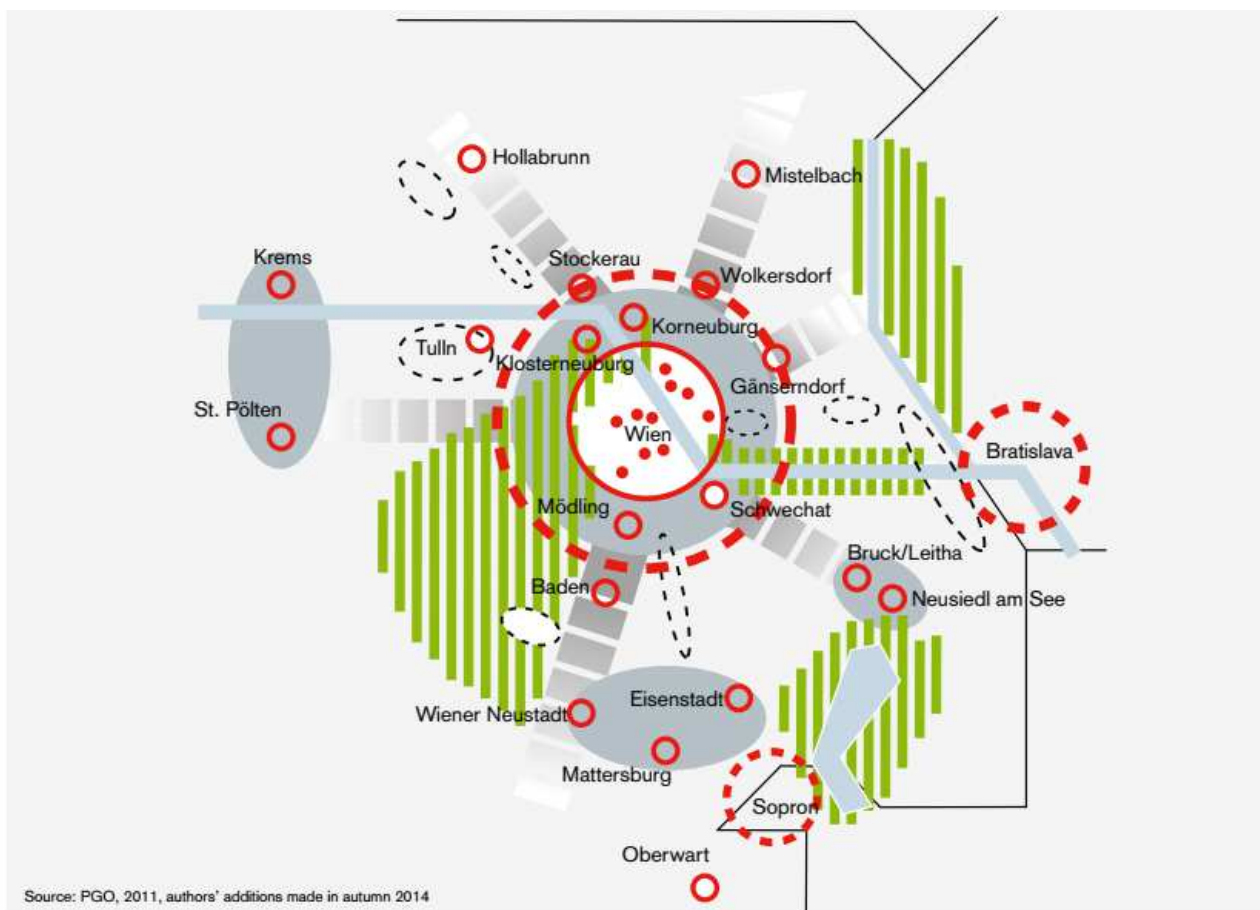 Hollabrunn
Mistelbach
Krems
Stockerau
Wolkersdorf
Korneuburg
Tulln
Klosterneuburg
Gänserndorf
St. Pölten
Wien
Bratislava
Mödling
Schwechat
Bruck/Leitha
Baden
Neusiedl am See
Eisenstadt
Wiener Neustadt
Mattersburg
Sopron
Oberwart
Source: PGO, 2011, authors’ additions made in autumn 2014